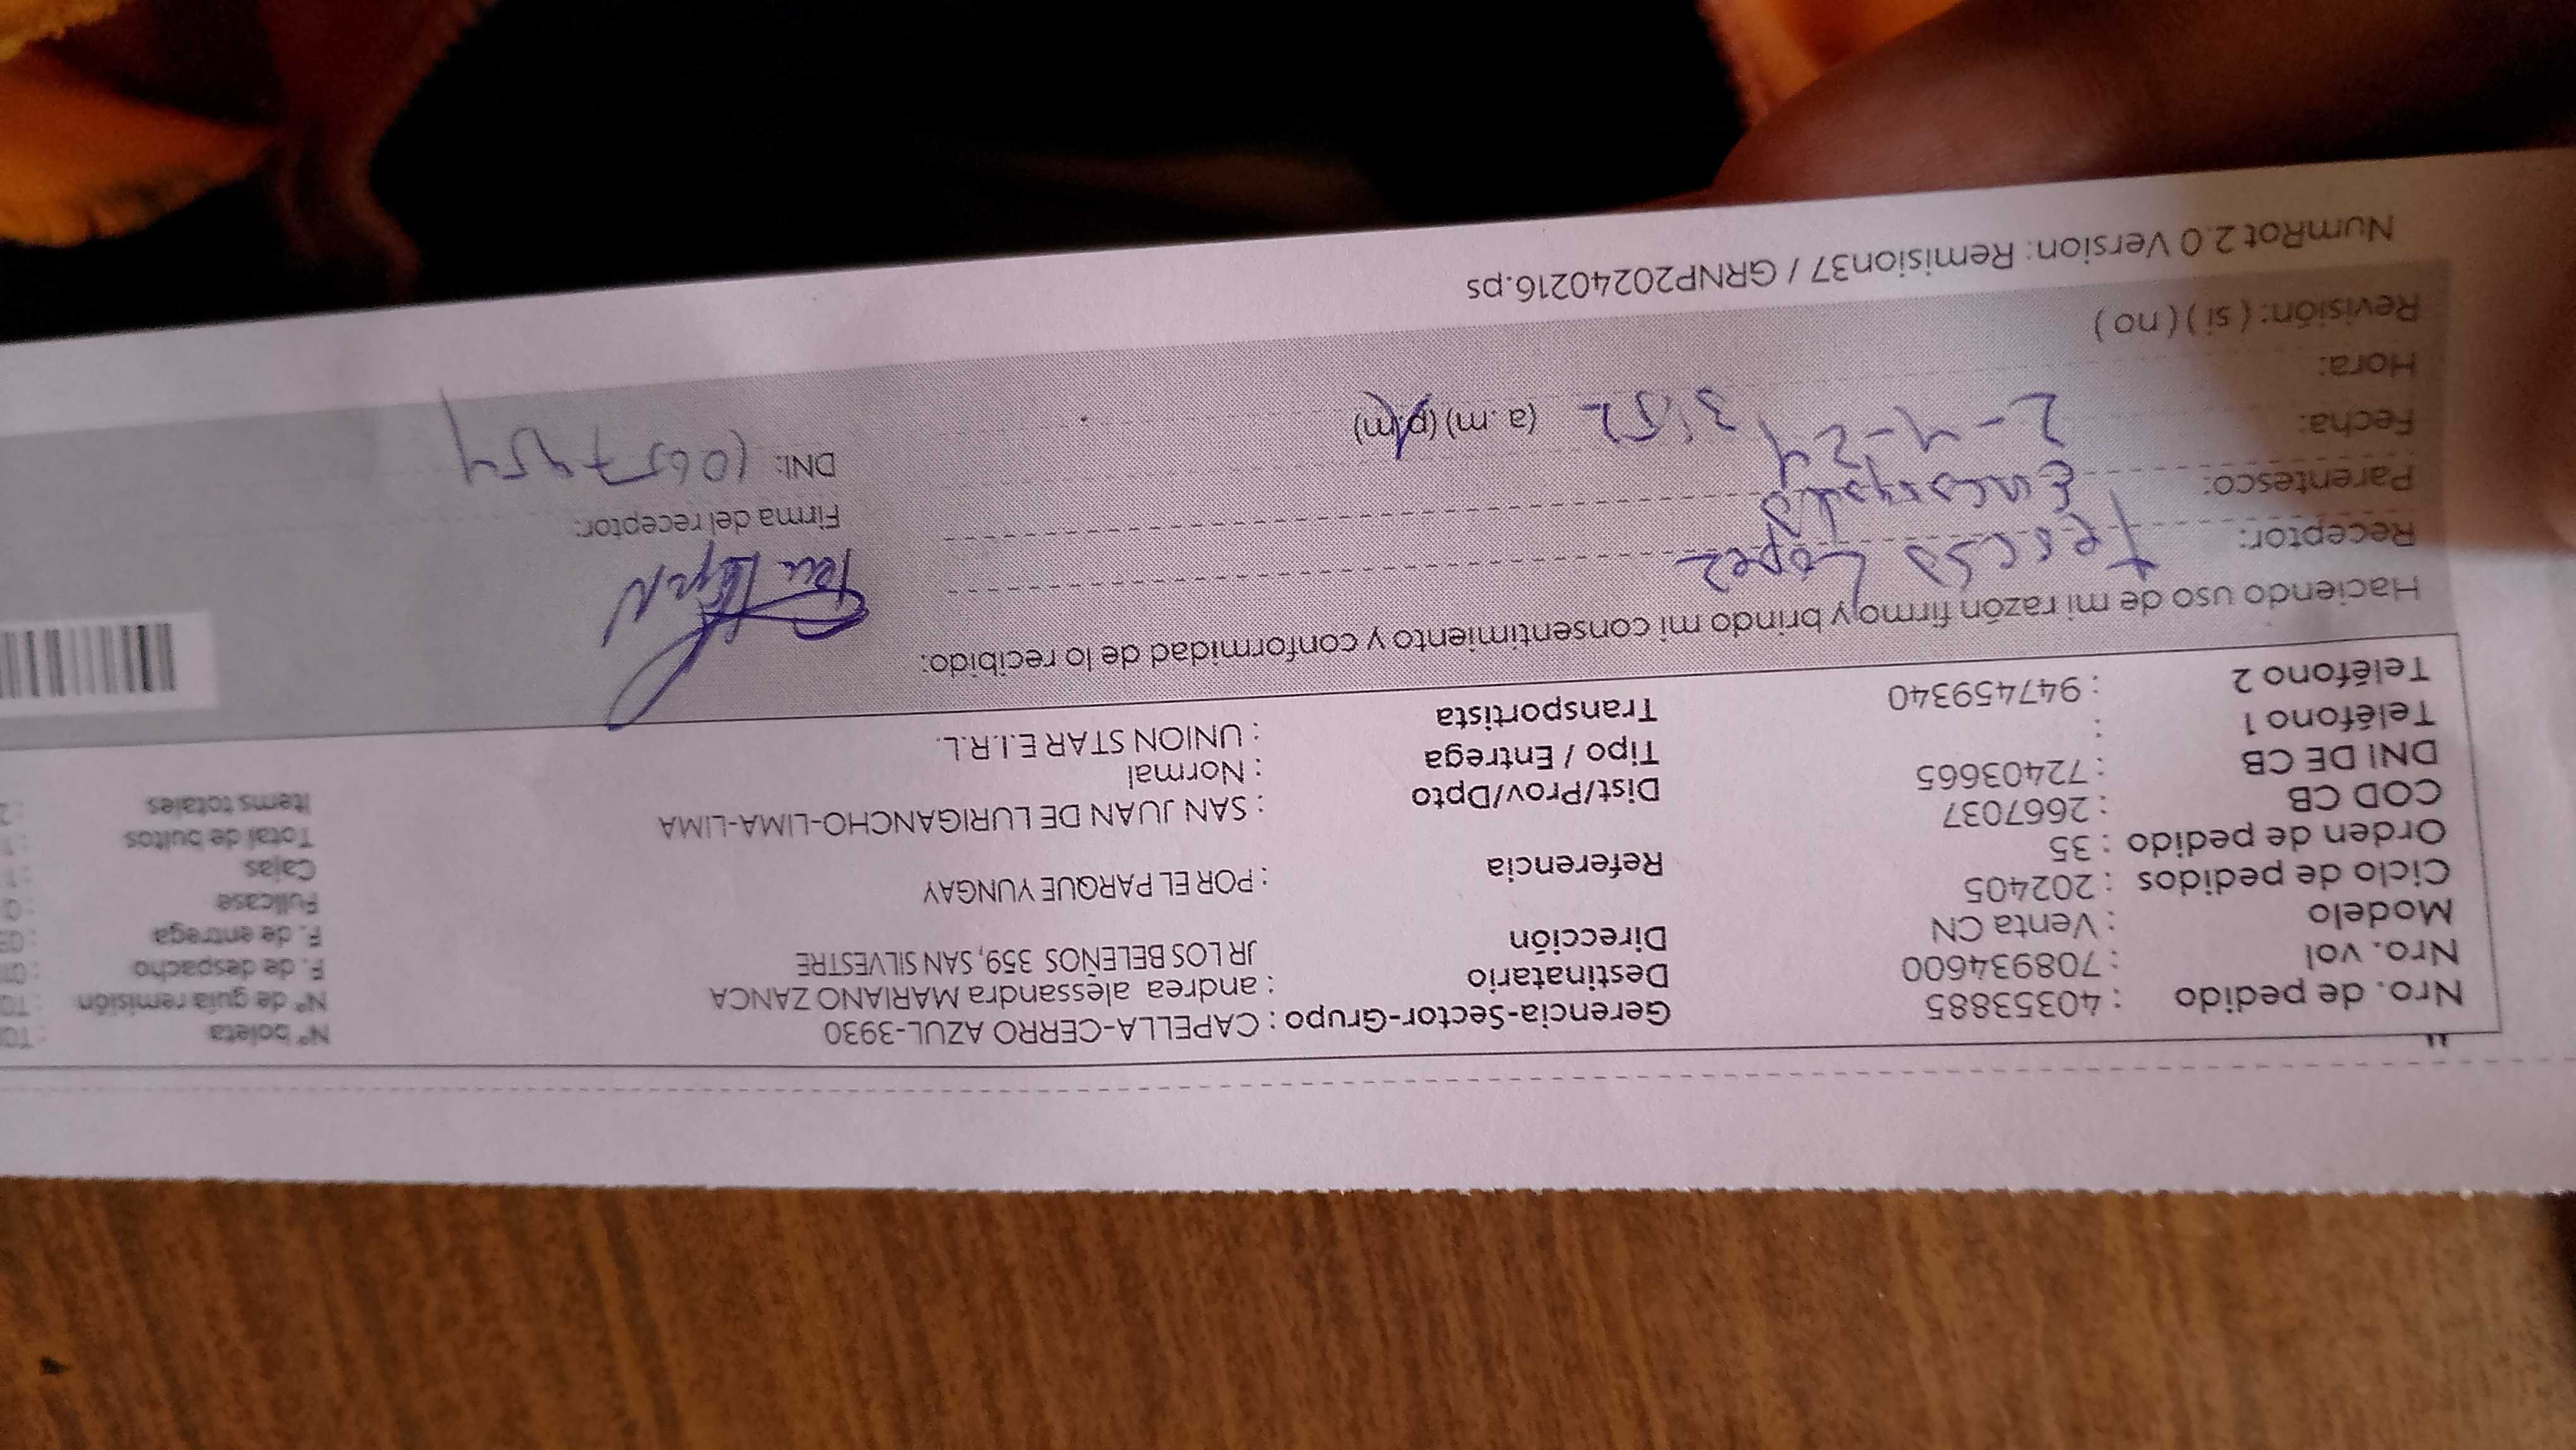 Nro. de pedido : 40353885
Nro. vol : 708934600
Modelo : Venta CN
Ciclo de pedidos : 202405
Orden de pedido : 35
COD CB : 2667037
DNI DE CB : 72403665
Teléfono 1 :
Teléfono 2 : 947459340
Gerencia-Sector-Grupo : CAPELLA-CERRO AZUL-3930
Destinatario : andrea alessandra MARIANO ZANCA
Dirección JR LOS BELEÑOS 359, SAN SILVESTRE
Referencia : POR EL PARQUE YUNGAY
Dist/Prov/Dpto : SAN JUAN DE LURIGANCHO-LIMA-LIMA
Tipo / Entrega : Normal
Transportista : UNION STAR E.I.R.L.
N° boleta
N° de guía remisión
F. de despacho
F. de entrega
Fullcase
Cajas
Total de bultos
Items totales
Haciendo uso de mi razón firmo y brindo mi consentimiento y conformidad de lo recibido:
Receptor: Lopez
Parentesco: Encargado
Fecha: 2-4-24
Hora: 3:52 (a.m) (p.m)
Revisión: ( si ) ( no )
Firma del receptor:
DNI:
NumRot 2.0 Version: Remision37 / GRNP20240216.ps